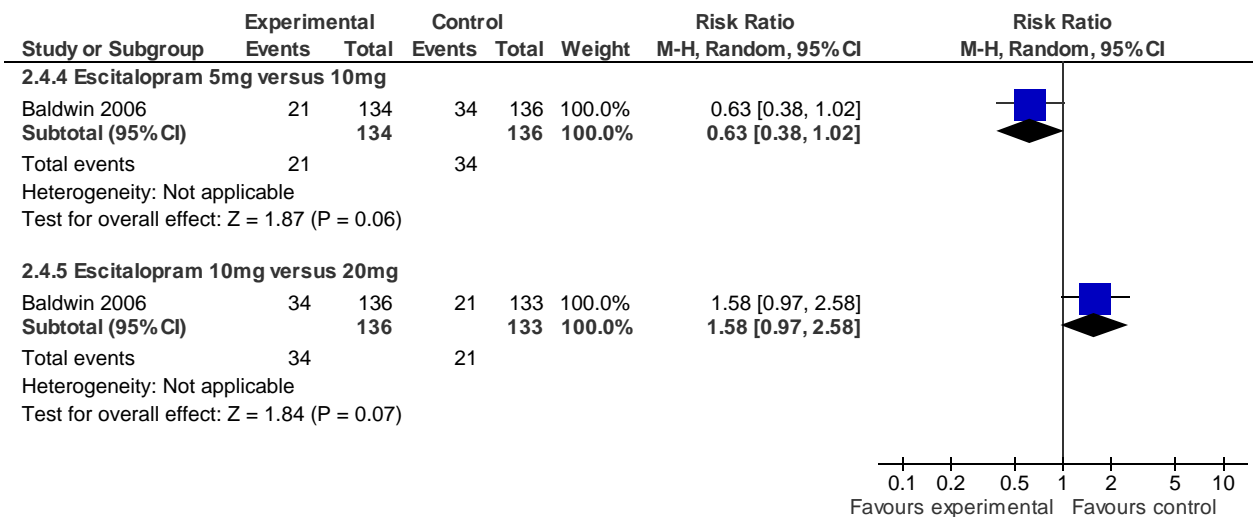 Experimental Control Risk Ratio Risk Ratio
Study or Subgroup Events Total Events Total Weight M-H, Random, 95% CI M-H, Random, 95% CI
2.4.4 Escitalopram 5mg versus 10mg
Baldwin 2006 21 134 34 136 100.0% 0.63 [0.38, 1.02]
Subtotal (95% CI) 134 136 100.0% 0.63 [0.38, 1.02]
Total events 21 34
Heterogeneity: Not applicable
Test for overall effect: Z = 1.87 (P = 0.06)
2.4.5 Escitalopram 10mg versus 20mg
Baldwin 2006 34 136 21 133 100.0% 1.58 [0.97, 2.58]
Subtotal (95% CI) 136 133 100.0% 1.58 [0.97, 2.58]
Total events 34 21
Heterogeneity: Not applicable
Test for overall effect: Z = 1.84 (P = 0.07)
0.1 0.2 0.5 1 2 5 10
Favours experimental Favours control